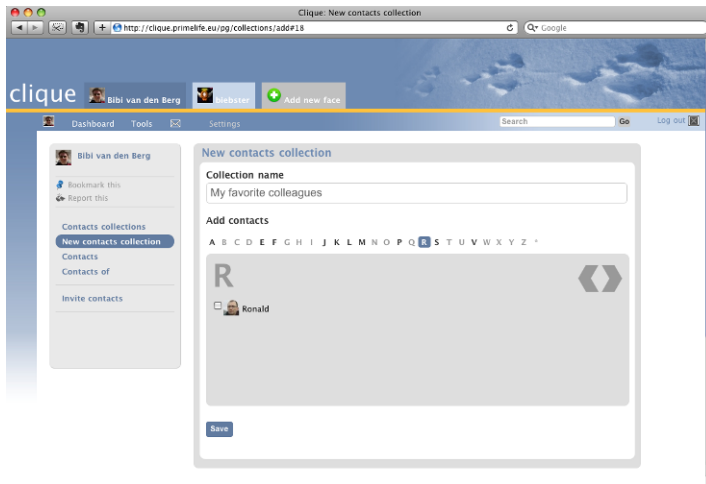 Clique: New contacts collection
http://clique.primelife.eu/pg/collections/add#18
Google
clique
Bibi van den Berg
biebster
Add new face
Dashboard Tools Settings
Search
Go
Log out
Bibi van den Berg
Bookmark this
Report this
Contacts collections
New contacts collection
Contacts
Contacts of
Invite contacts
New contacts collection
Collection name
My favorite colleagues
Add contacts
A B C D E F G H I J K L M N O P Q R S T U V W X Y Z *
R
Ronald
Save